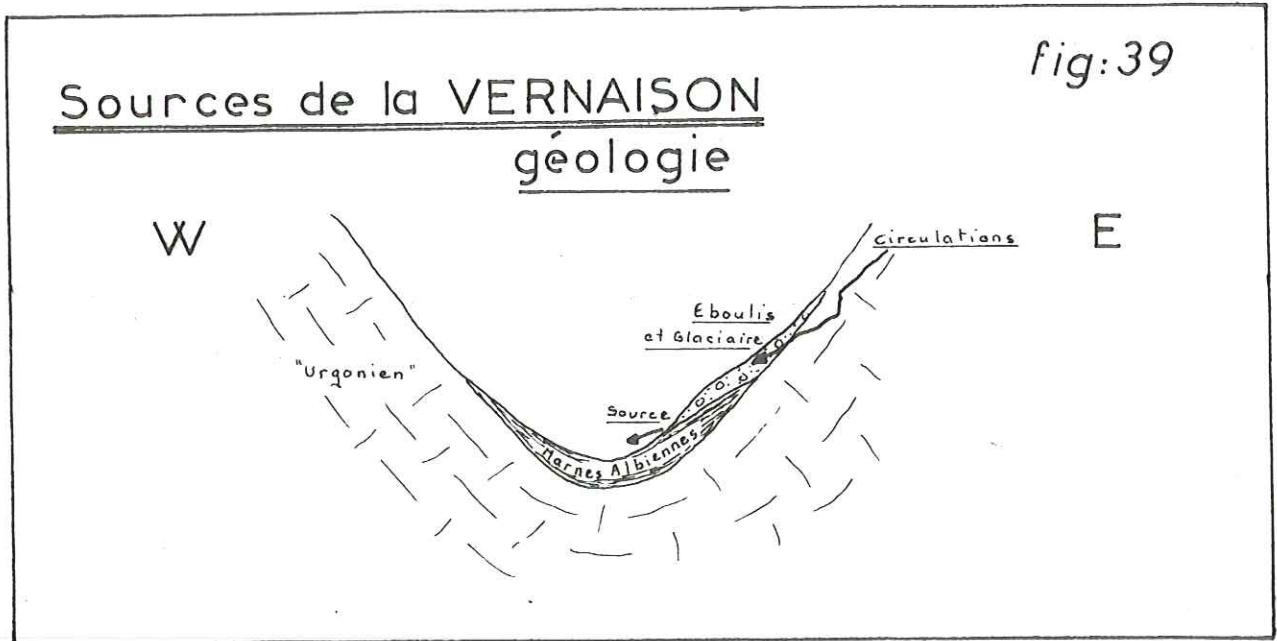 fig:39
Sources de la VERNAISON
géologie
W
E
Circulations
Eboulis
et Glaciaire
"Urgonien"
Source
Marnes Albiennes